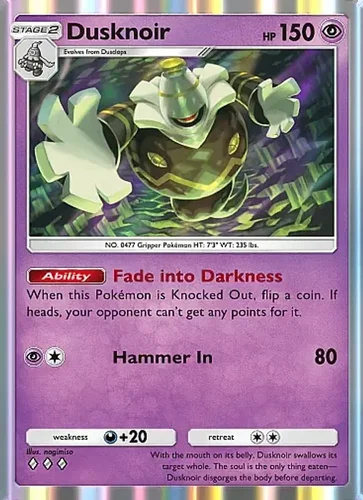 STAGE 2
Dusknoir
HP 150
Evolves from Dusclops
NO. 0477 Gripper Pokémon HT: 7'3" WT: 235 lbs.
Ability Fade into Darkness
When this Pokémon is Knocked Out, flip a coin. If
heads, your opponent can't get any points for it.
Hammer In 80
weakness +20 retreat
Illus. nagimiso
With the mouth on its belly, Dusknoir swallows its
target whole. The soul is the only thing eaten—
Dusknoir disgorges the body before departing.